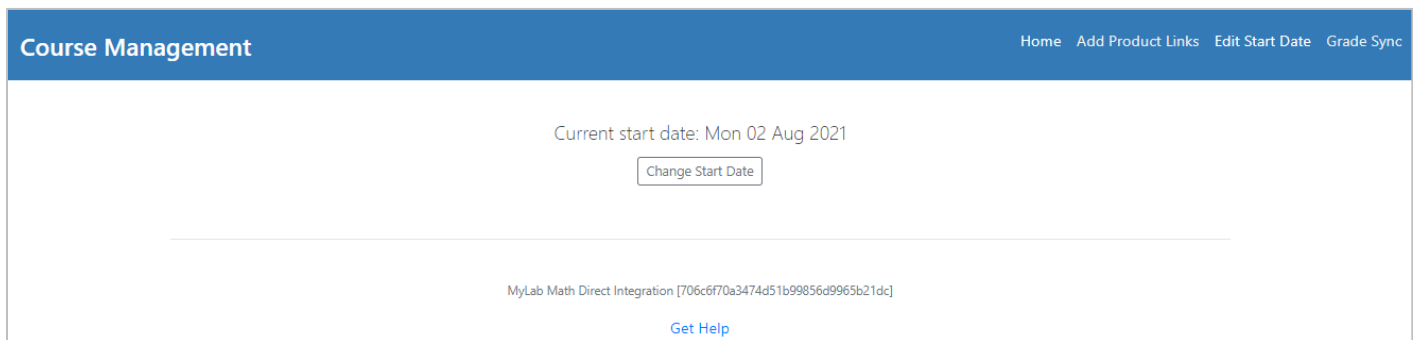 Course Management
Home Add Product Links Edit Start Date Grade Sync
Current start date: Mon 02 Aug 2021
Change Start Date
MyLab Math Direct Integration [706c6f70a3474d51b99856d9965b21dc]
Get Help